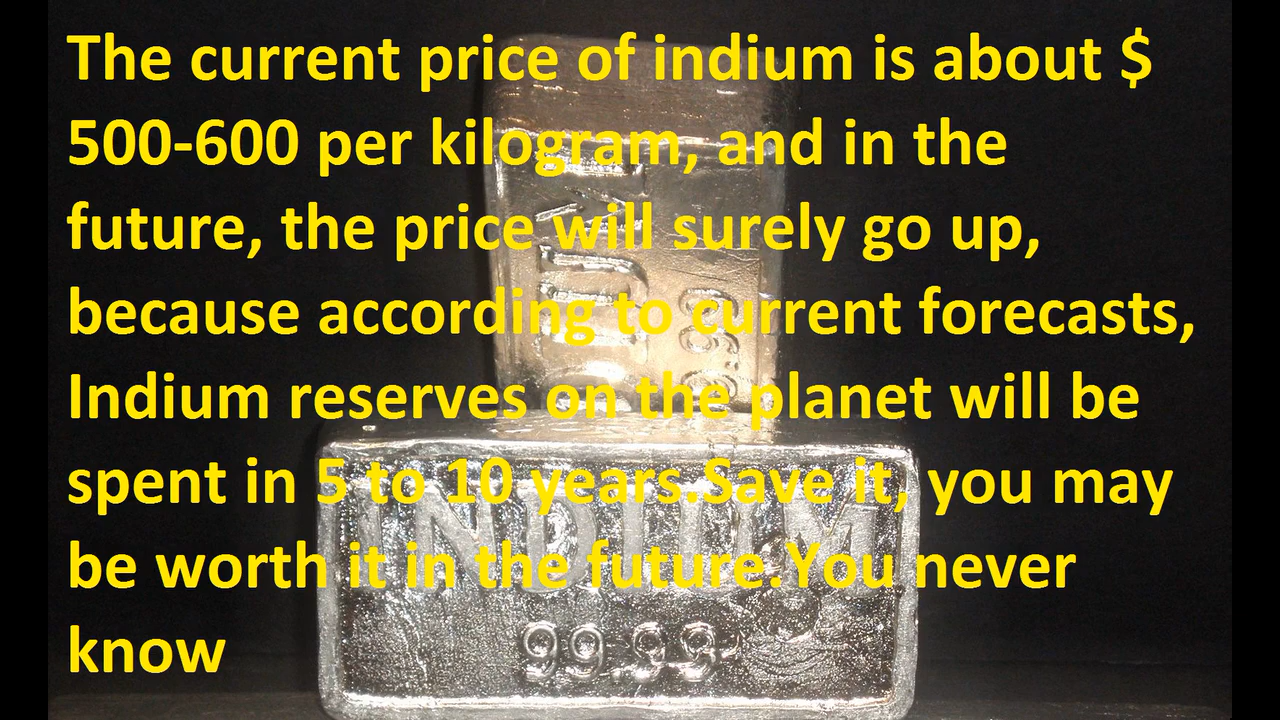 The current price of indium is about $
500-600 per kilogram, and in the
future, the price will surely go up,
because according to current forecasts,
Indium reserves on the planet will be
spent in 5 to 10 years.Save it, you may
be worth it in the future.You never
know
INDIUM
99.99